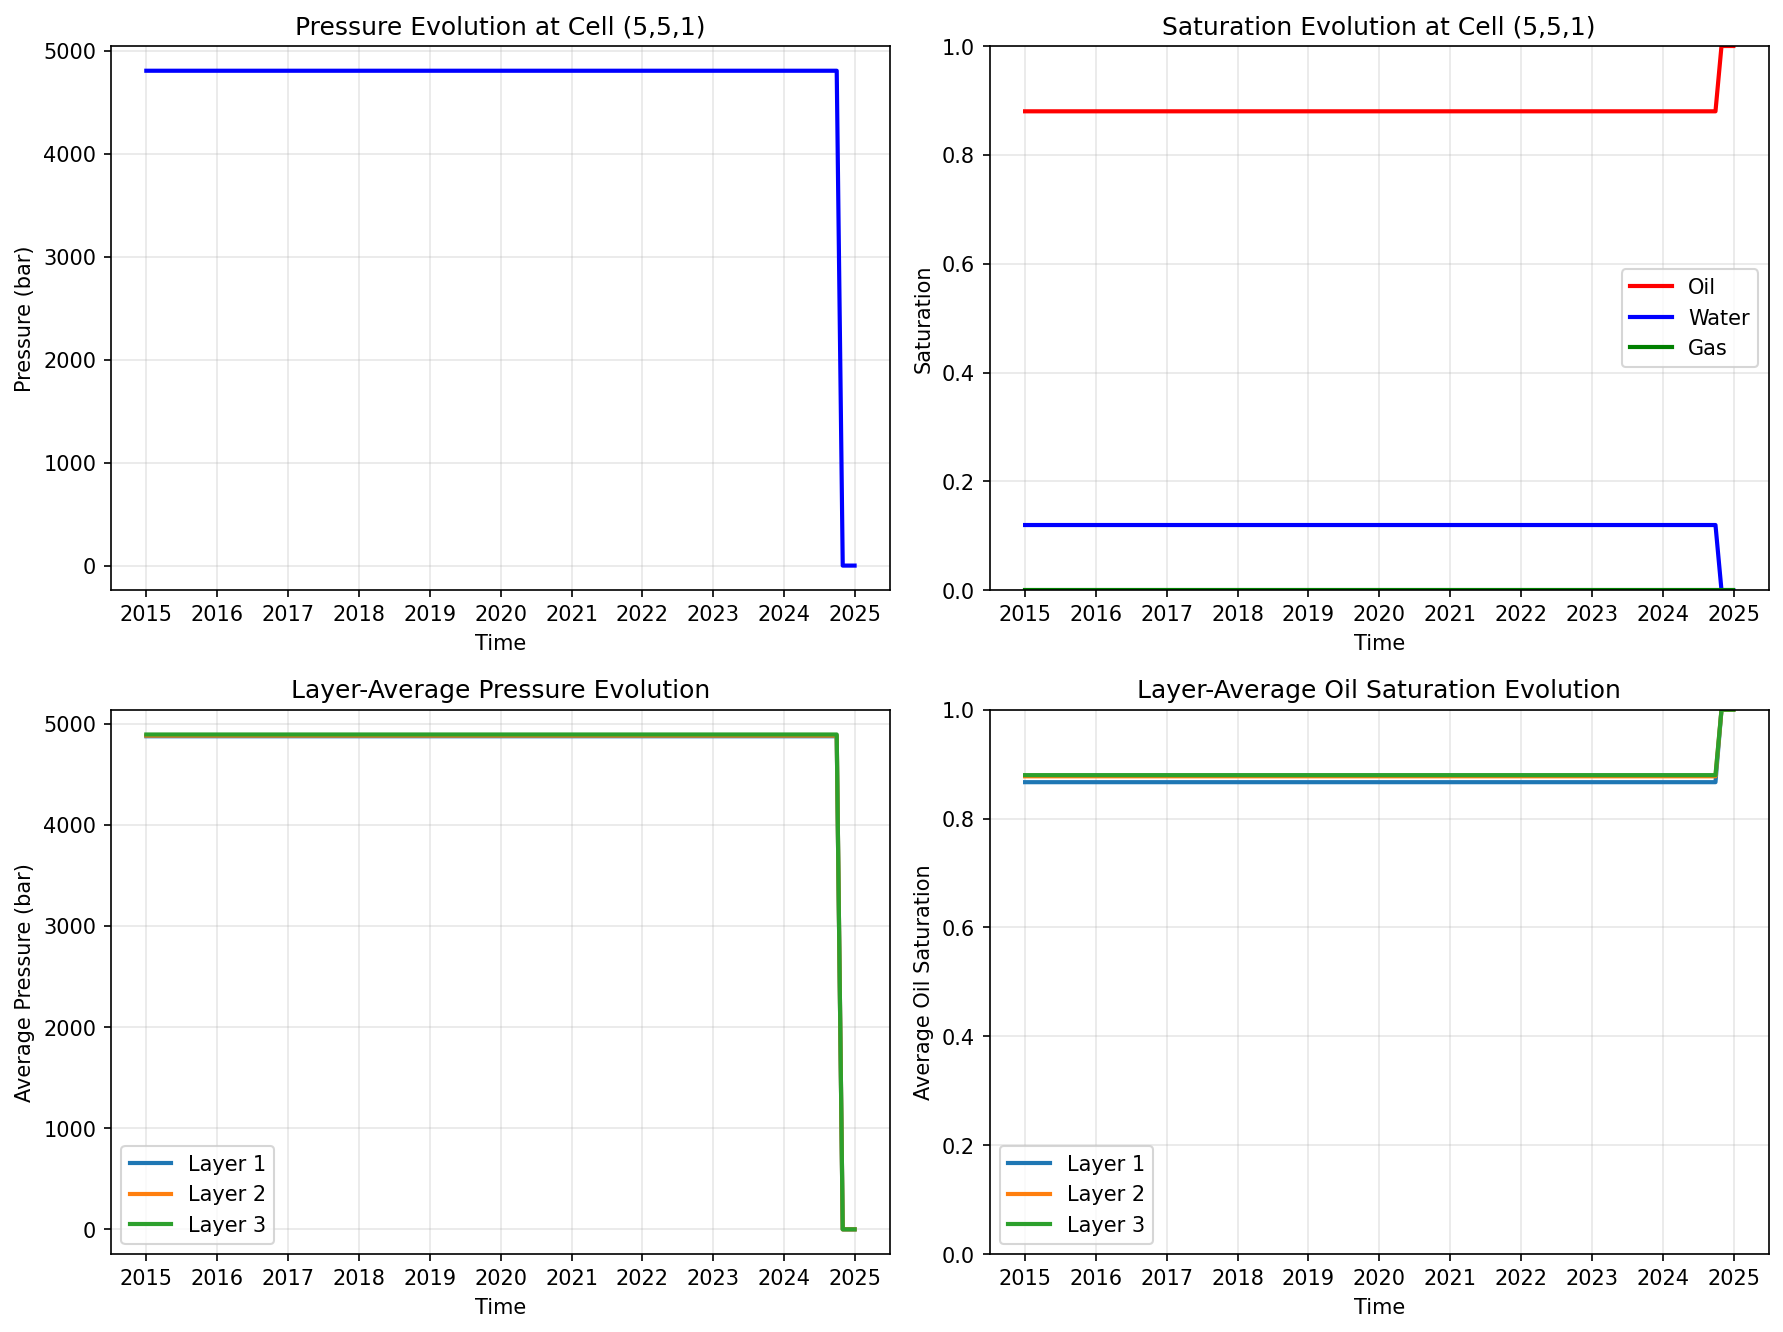 Pressure Evolution at Cell (5,5,1)
Pressure (bar)
5000
4000
3000
2000
1000
0
2015 2016 2017 2018 2019 2020 2021 2022 2023 2024 2025
Time
Saturation Evolution at Cell (5,5,1)
Saturation
1.0
0.8
0.6
0.4
0.2
0.0
Oil
Water
Gas
2015 2016 2017 2018 2019 2020 2021 2022 2023 2024 2025
Time
Layer-Average Pressure Evolution
Average Pressure (bar)
5000
4000
3000
2000
1000
0
Layer 1
Layer 2
Layer 3
2015 2016 2017 2018 2019 2020 2021 2022 2023 2024 2025
Time
Layer-Average Oil Saturation Evolution
Average Oil Saturation
1.0
0.8
0.6
0.4
0.2
0.0
Layer 1
Layer 2
Layer 3
2015 2016 2017 2018 2019 2020 2021 2022 2023 2024 2025
Time